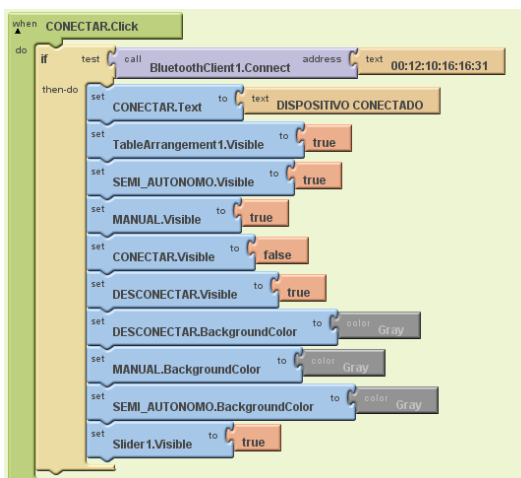 when CONECTAR.Click
do if test call BluetoothClient1.Connect address text 00:12:10:16:16:31
then-do set CONECTAR.Text to text DISPOSITIVO CONECTADO
set TableArrangement1.Visible to true
set SEMI_AUTONOMO.Visible to true
set MANUAL.Visible to true
set CONECTAR.Visible to false
set DESCONECTAR.Visible to true
set DESCONECTAR.BackgroundColor to color Gray
set MANUAL.BackgroundColor to color Gray
set SEMI_AUTONOMO.BackgroundColor to color Gray
set Slider1.Visible to true